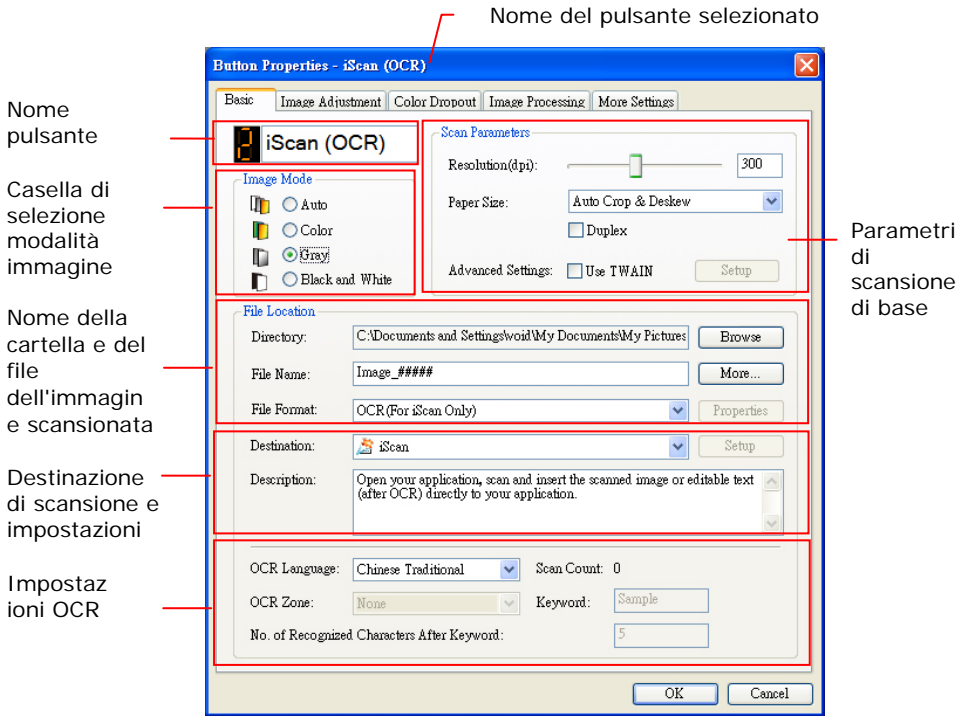 Nome del pulsante selezionato
Button Properties - iScan (OCR)
Basic
Image Adjustment
Color Dropout
Image Processing
More Settings
Nome
pulsante
2
iScan (OCR)
Casella di
selezione
modalità
immagine
Image Mode
Auto
Color
Gray
Black and White
Scan Parameters
Resolution(dpi):
300
Paper Size:
Auto Crop & Deskew
Duplex
Advanced Settings:
Use TWAIN
Setup
Parametri
di
scansione
di base
Nome della
cartella e del
file
dell'immagin
e scansionata
File Location
Directory:
C:\Documents and Settings\void\My Documents\My Pictures
Browse
File Name:
Image_#####
More...
File Format:
OCR(For iScan Only)
Properties
Destinazione
di scansione e
impostazioni
Destination:
iScan
Setup
Description:
Open your application, scan and insert the scanned image or editable text
(after OCR) directly to your application.
Impostaz
ioni OCR
OCR Language:
Chinese Traditional
Scan Count: 0
OCR Zone:
None
Keyword:
Sample
No. of Recognized Characters After Keyword:
5
OK
Cancel